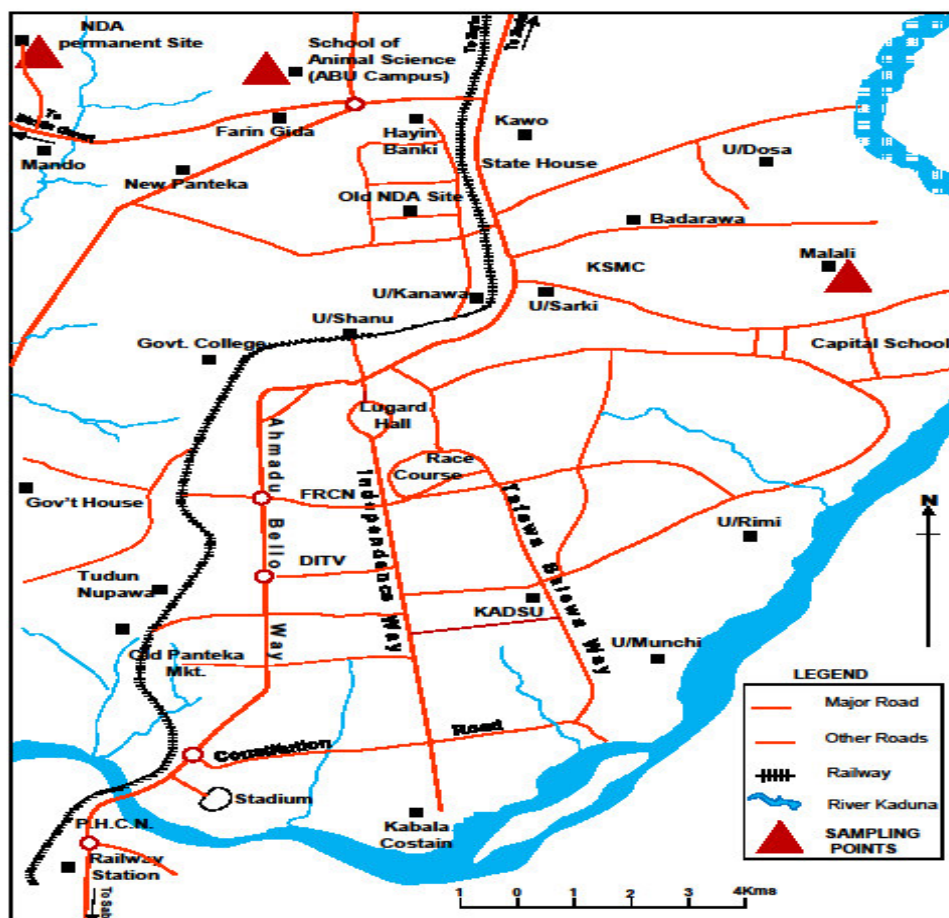 NDA
permanent Site
School of
Animal Science
(ABU Campus)
To
Mando
Farin Gida
Hayin
Banki
Kawo
State House
U/Dosa
New Panteka
Old NDA Site
Badarawa
KSMC
Malali
U/Kanawa
U/Sarki
U/Shanu
Govt. College
Capital School
Lugard
Hall
Ahmadu Bello Way
Race
Course
Independence Way
FRCN
Gov't House
N
U/Rimi
DITV
Tudun
Nupawa
KADSU
U/Munchi
Old Panteka
Mkt.
LEGEND
Major Road
Other Roads
Railway
River Kaduna
SAMPLING
POINTS
Constitution Road
Stadium
P.H.C.N.
Kabala
Costain
Railway
Station
To Sab
1 0 1 2 3 4Kms